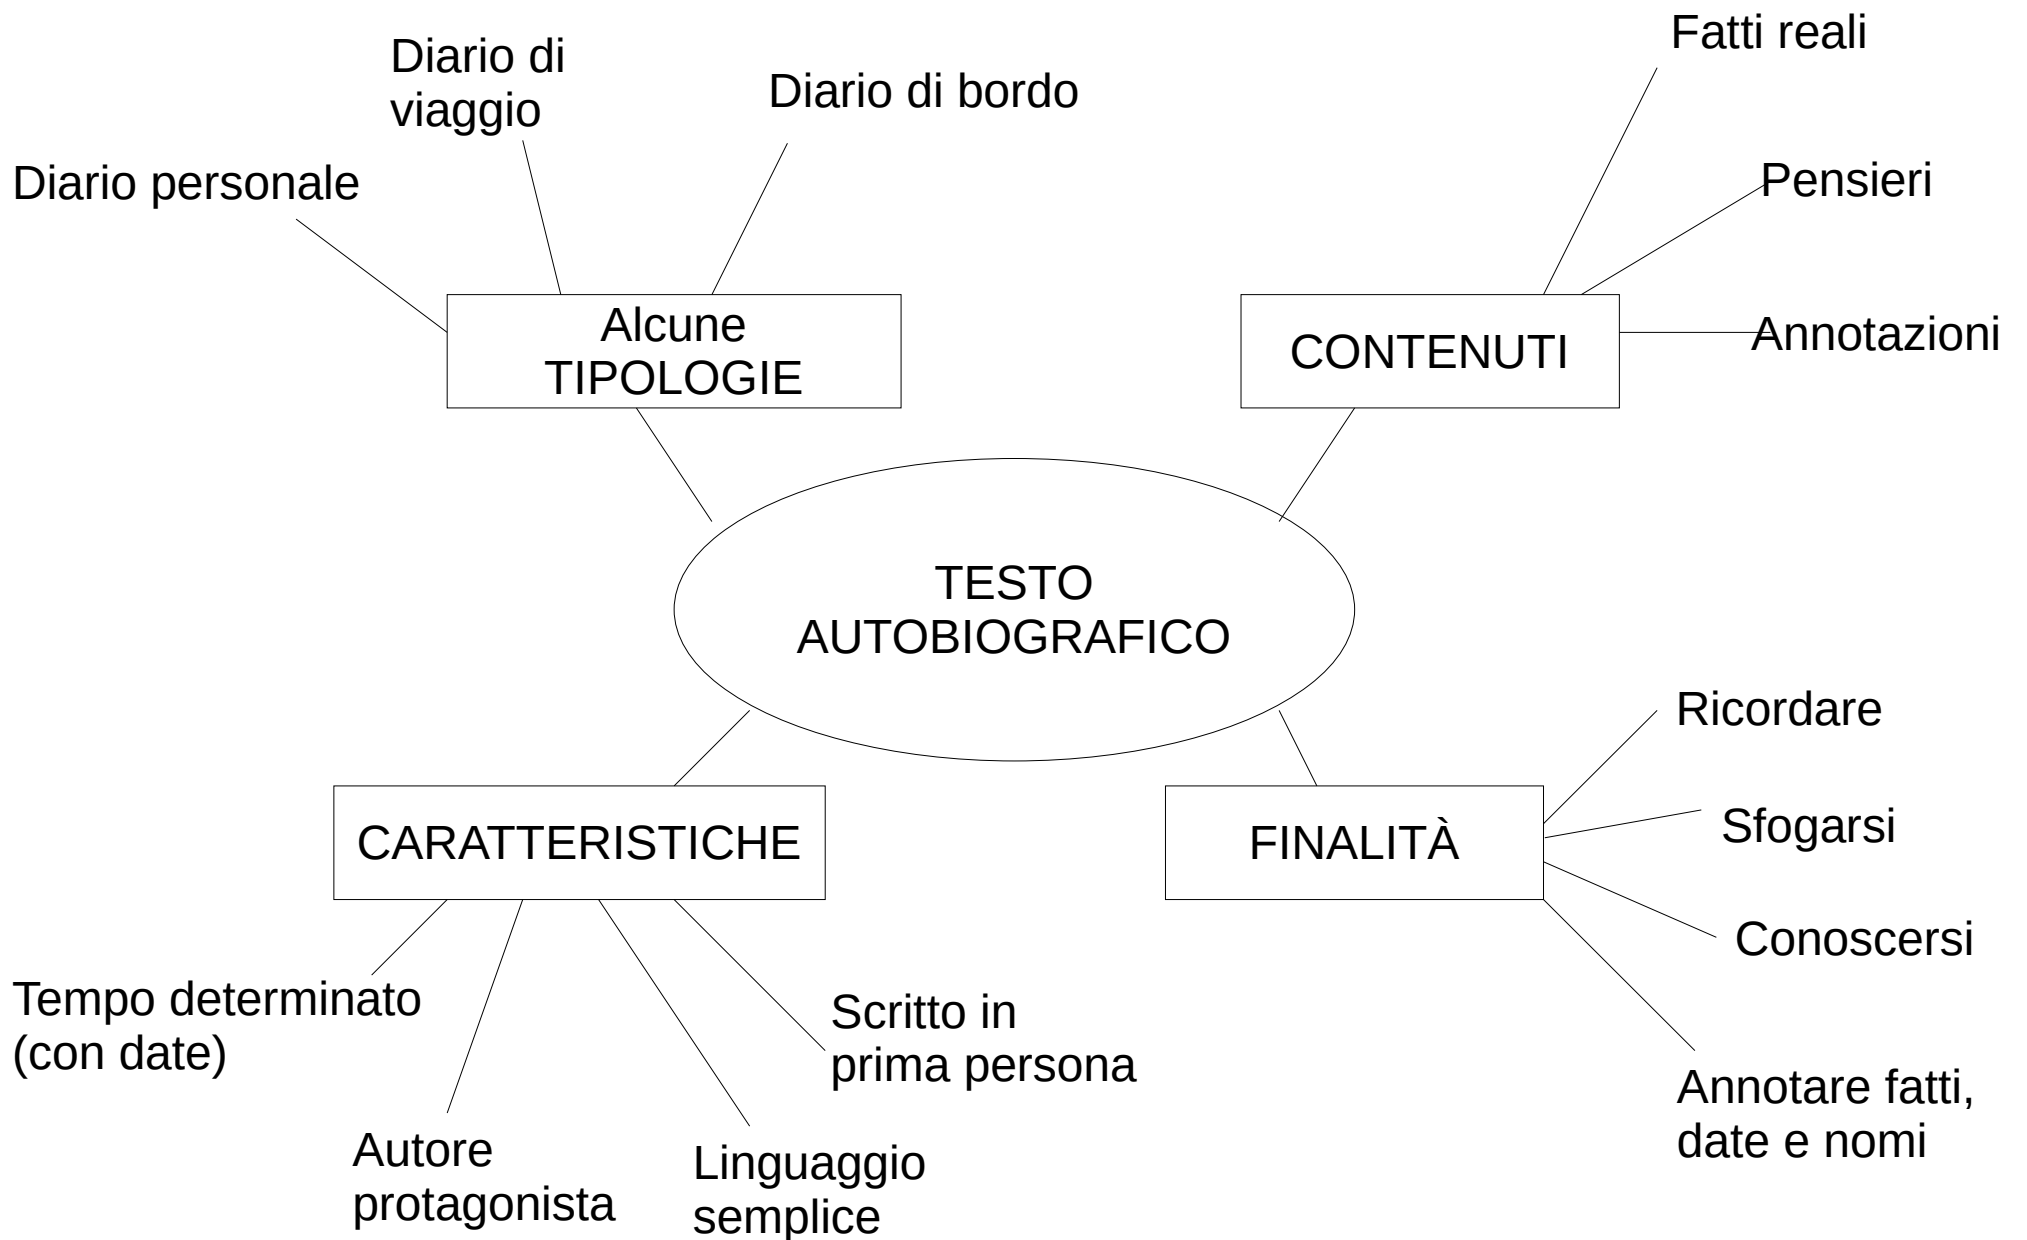 Diario di
viaggio
Diario di bordo
Diario personale
Alcune
TIPOLOGIE
Fatti reali
Pensieri
Annotazioni
CONTENUTI
TESTO
AUTOBIOGRAFICO
CARATTERISTICHE
Tempo determinato
(con date)
Autore
protagonista
Linguaggio
semplice
Scritto in
prima persona
FINALITÀ
Ricordare
Sfogarsi
Conoscersi
Annotare fatti,
date e nomi